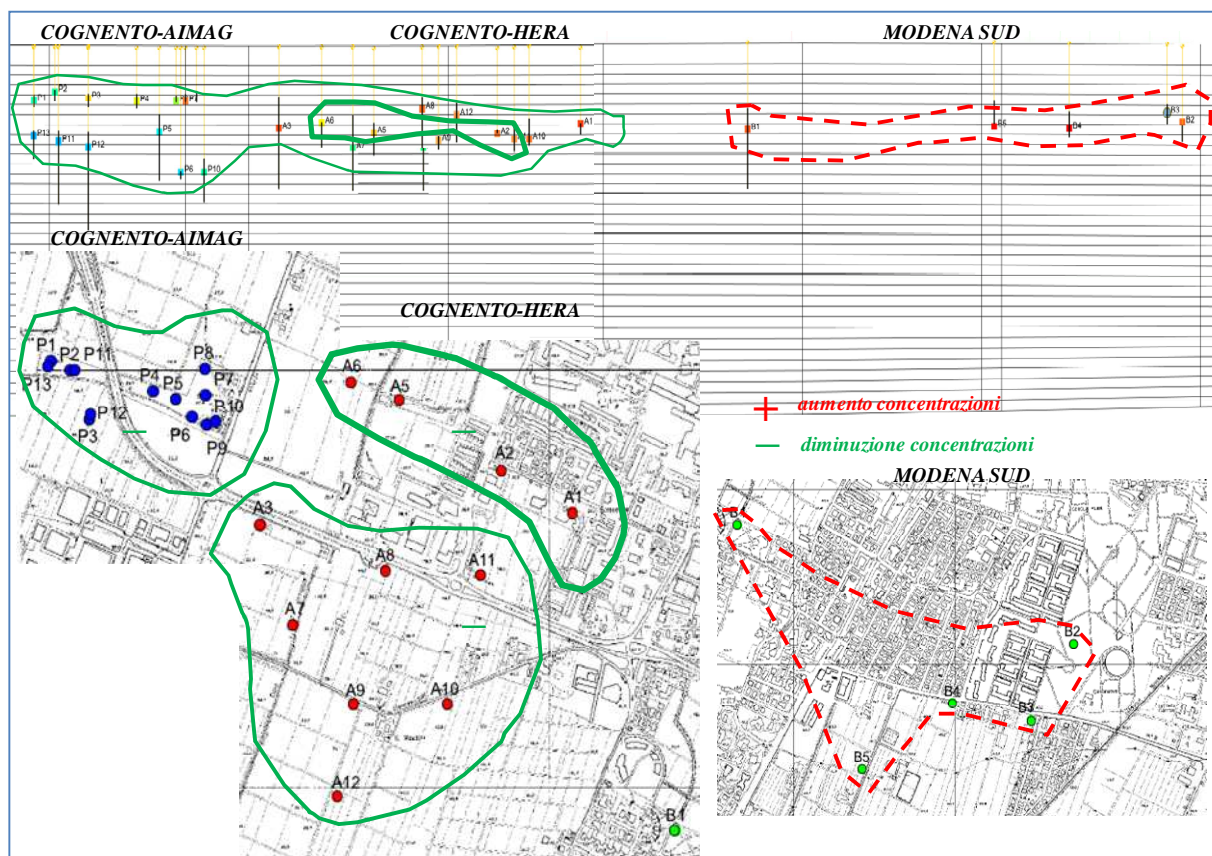 COGNENTO-AIMAG
COGNENTO-HERA
MODENA SUD
P1
P2
P3
P4
P7
A3
A6
A5
A8
A12
A2
A10
A1
B1
B3
B2
P13
P11
P12
P5
A7
P6
P10
COGNENTO-AIMAG
COGNENTO-HERA
P1
P2
P11
P13
P12
P3
P4
P5
P8
P7
P10
P6
P9
A6
A5
A2
A1
A3
A8
A11
A7
A9
A10
A12
B1
aumento concentrazioni
diminuzione concentrazioni
MODENA SUD
B2
B4
B3
B5